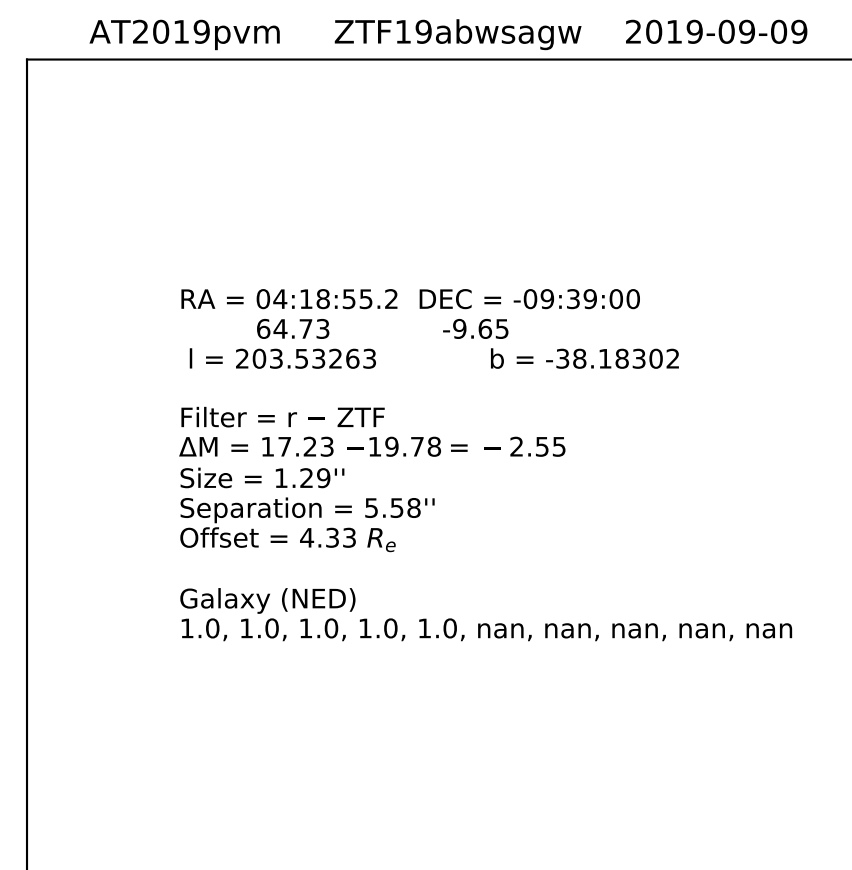 AT2019pvm ZTF19abwsagw 2019-09-09
RA = 04:18:55.2 DEC = -09:39:00
64.73 -9.65
l = 203.53263 b = -38.18302
Filter = r − ZTF
ΔM = 17.23 −19.78 = −2.55
Size = 1.29''
Separation = 5.58''
Offset = 4.33 Rₑ
Galaxy (NED)
1.0, 1.0, 1.0, 1.0, 1.0, nan, nan, nan, nan, nan